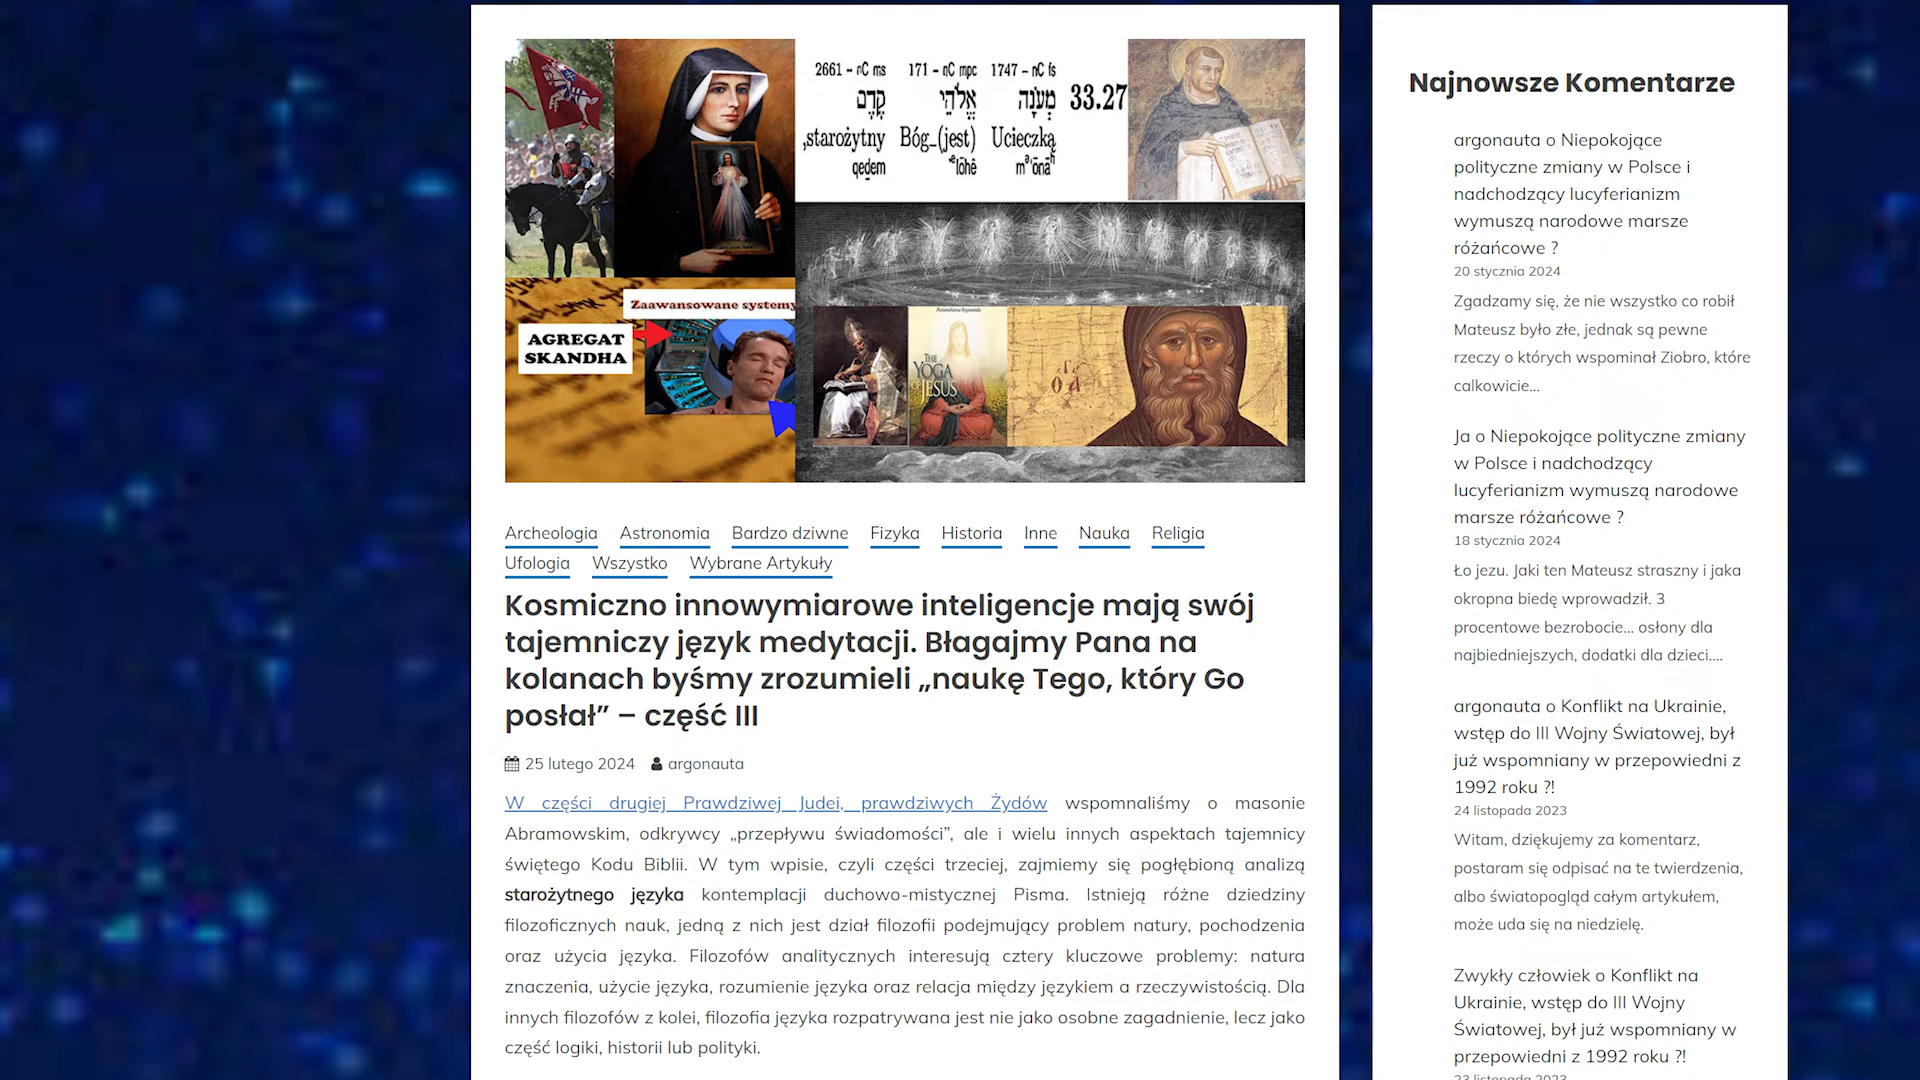 2661 – nC ms 171 – nC mpc 1747 – nC fs
קֶדֶם אֱלֹהֵי מְעֹנָה 33.27
,starożytny Bóg_(jest) Ucieczką
qeḏem ʾᵉlōhê mᵊʿōnāʰ
Zaawansowane systemy
AGREGAT
SKANDHA
THE
YOGA
OF
JESUS
Archeologia Astronomia Bardzo dziwne Fizyka Historia Inne Nauka Religia
Ufologia Wszystko Wybrane Artykuły
Kosmiczno innowymiarowe inteligencje mają swój
tajemniczy język medytacji. Błagajmy Pana na
kolanach byśmy zrozumieli „naukę Tego, który Go
posłał” – część III
25 lutego 2024 argonauta
W części drugiej Prawdziwej Judei, prawdziwych Żydów wspomnaliśmy o masonie
Abramowskim, odkrywcy „przepływu świadomości”, ale i wielu innych aspektach tajemnicy
świętego Kodu Biblii. W tym wpisie, czyli części trzeciej, zajmiemy się pogłębioną analizą
starożytnego języka kontemplacji duchowo-mistycznej Pisma. Istnieją różne dziedziny
filozoficznych nauk, jedną z nich jest dział filozofii podejmujący problem natury, pochodzenia
oraz użycia języka. Filozofów analitycznych interesują cztery kluczowe problemy: natura
znaczenia, użycie języka, rozumienie języka oraz relacja między językiem a rzeczywistością. Dla
innych filozofów z kolei, filozofia języka rozpatrywana jest nie jako osobne zagadnienie, lecz jako
część logiki, historii lub polityki.
Najnowsze Komentarze
argonauta o Niepokojące
polityczne zmiany w Polsce i
nadchodzący lucyferianizm
wymuszą narodowe marsze
różańcowe ?
20 stycznia 2024
Zgadzamy się, że nie wszystko co robił
Mateusz było złe, jednak są pewne
rzeczy o których wspominał Ziobro, które
calkowicie...
Ja o Niepokojące polityczne zmiany
w Polsce i nadchodzący
lucyferianizm wymuszą narodowe
marsze różańcowe ?
18 stycznia 2024
Ło jezu. Jaki ten Mateusz straszny i jaka
okropna biedę wprowadził. 3
procentowe bezrobocie... osłony dla
najbiedniejszych, dodatki dla dzieci....
argonauta o Konflikt na Ukrainie,
wstęp do III Wojny Światowej, był
już wspomniany w przepowiedni z
1992 roku ?!
24 listopada 2023
Witam, dziękujemy za komentarz,
postaram się odpisać na te twierdzenia,
albo światopogląd całym artykułem,
może uda się na niedzielę.
Zwykły człowiek o Konflikt na
Ukrainie, wstęp do III Wojny
Światowej, był już wspomniany w
przepowiedni z 1992 roku ?!
23 listopada 2023